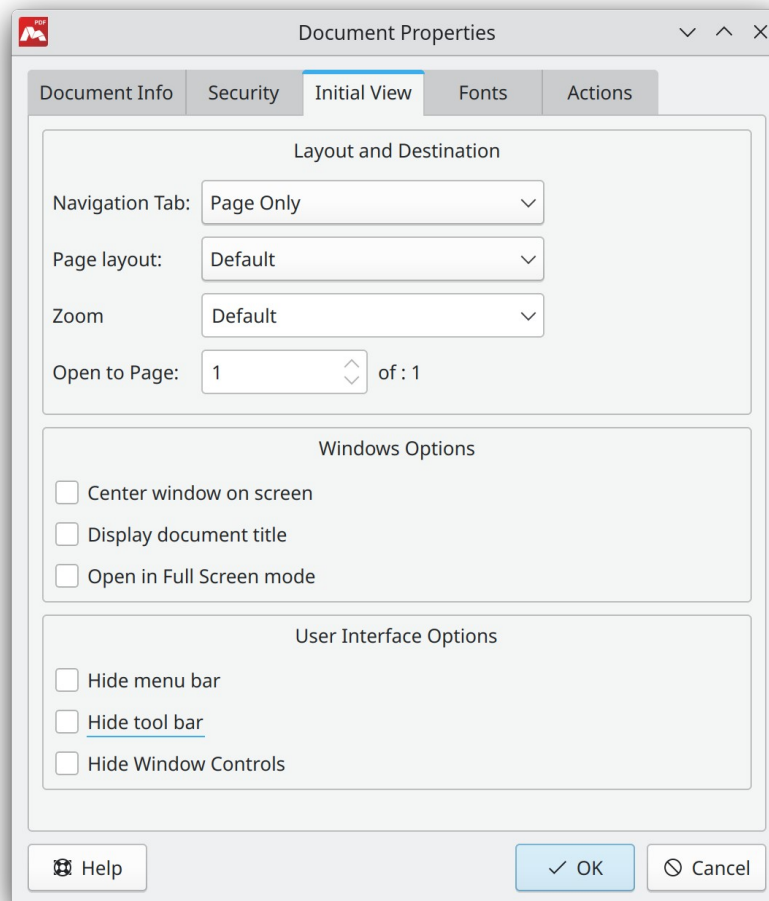 PDF
Document Properties
Document Info Security Initial View Fonts Actions
Layout and Destination
Navigation Tab: Page Only
Page layout: Default
Zoom Default
Open to Page: 1 of : 1
Windows Options
Center window on screen
Display document title
Open in Full Screen mode
User Interface Options
Hide menu bar
Hide tool bar
Hide Window Controls
Help OK Cancel